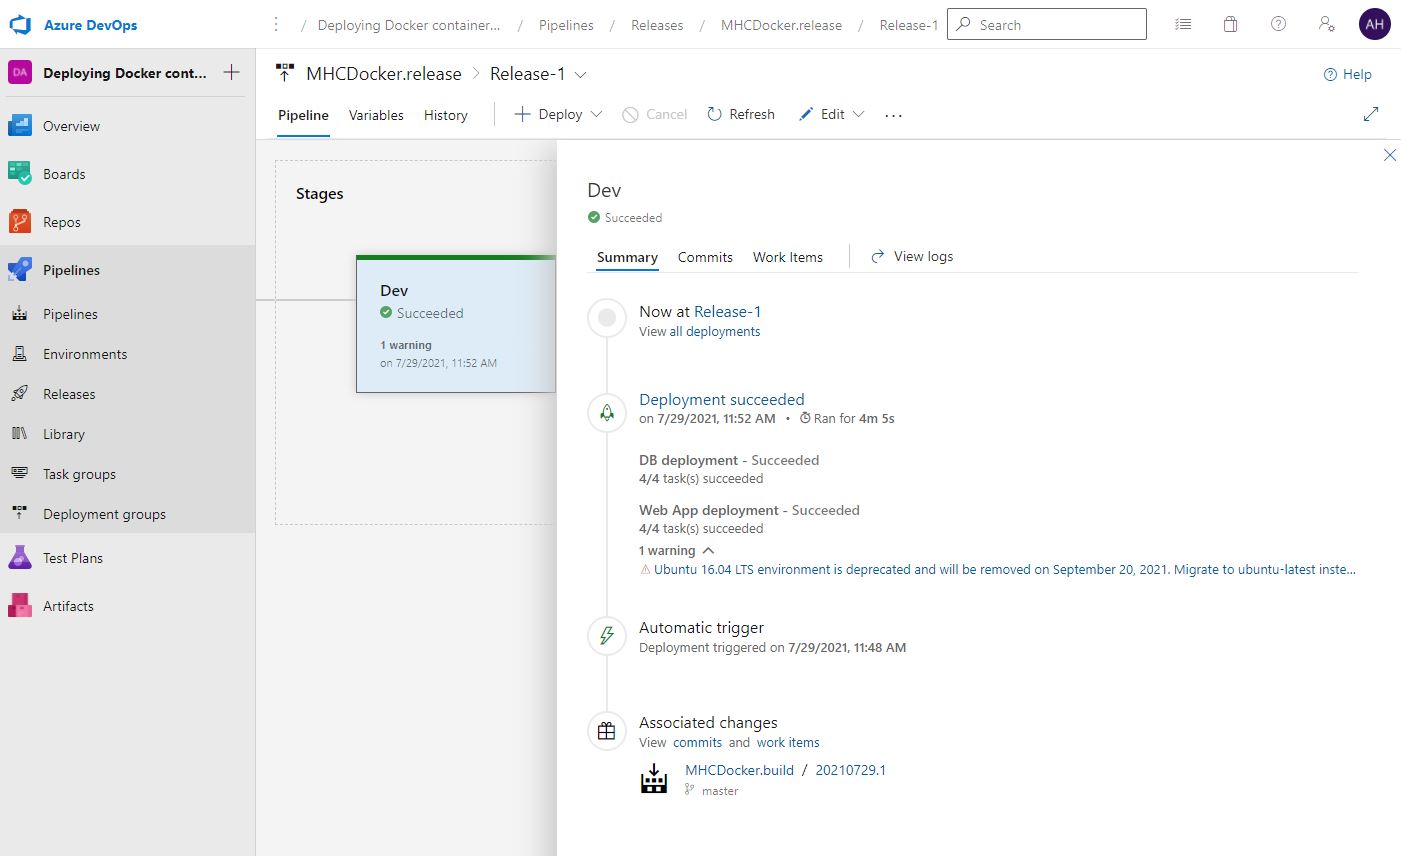 Azure DevOps
/ Deploying Docker container... / Pipelines / Releases / MHCDocker.release / Release-1
Search
AH
DA Deploying Docker cont...
Overview
Boards
Repos
Pipelines
Pipelines
Environments
Releases
Library
Task groups
Deployment groups
Test Plans
Artifacts
MHCDocker.release > Release-1
Help
Pipeline Variables History Deploy Cancel Refresh Edit ...
Stages
Dev
Succeeded
1 warning
on 7/29/2021, 11:52 AM
Dev
Succeeded
Summary Commits Work Items View logs
Now at Release-1
View all deployments
Deployment succeeded
on 7/29/2021, 11:52 AM • Ran for 4m 5s
DB deployment - Succeeded
4/4 task(s) succeeded
Web App deployment - Succeeded
4/4 task(s) succeeded
1 warning
Ubuntu 16.04 LTS environment is deprecated and will be removed on September 20, 2021. Migrate to ubuntu-latest inste...
Automatic trigger
Deployment triggered on 7/29/2021, 11:48 AM
Associated changes
View commits and work items
MHCDocker.build / 20210729.1
master